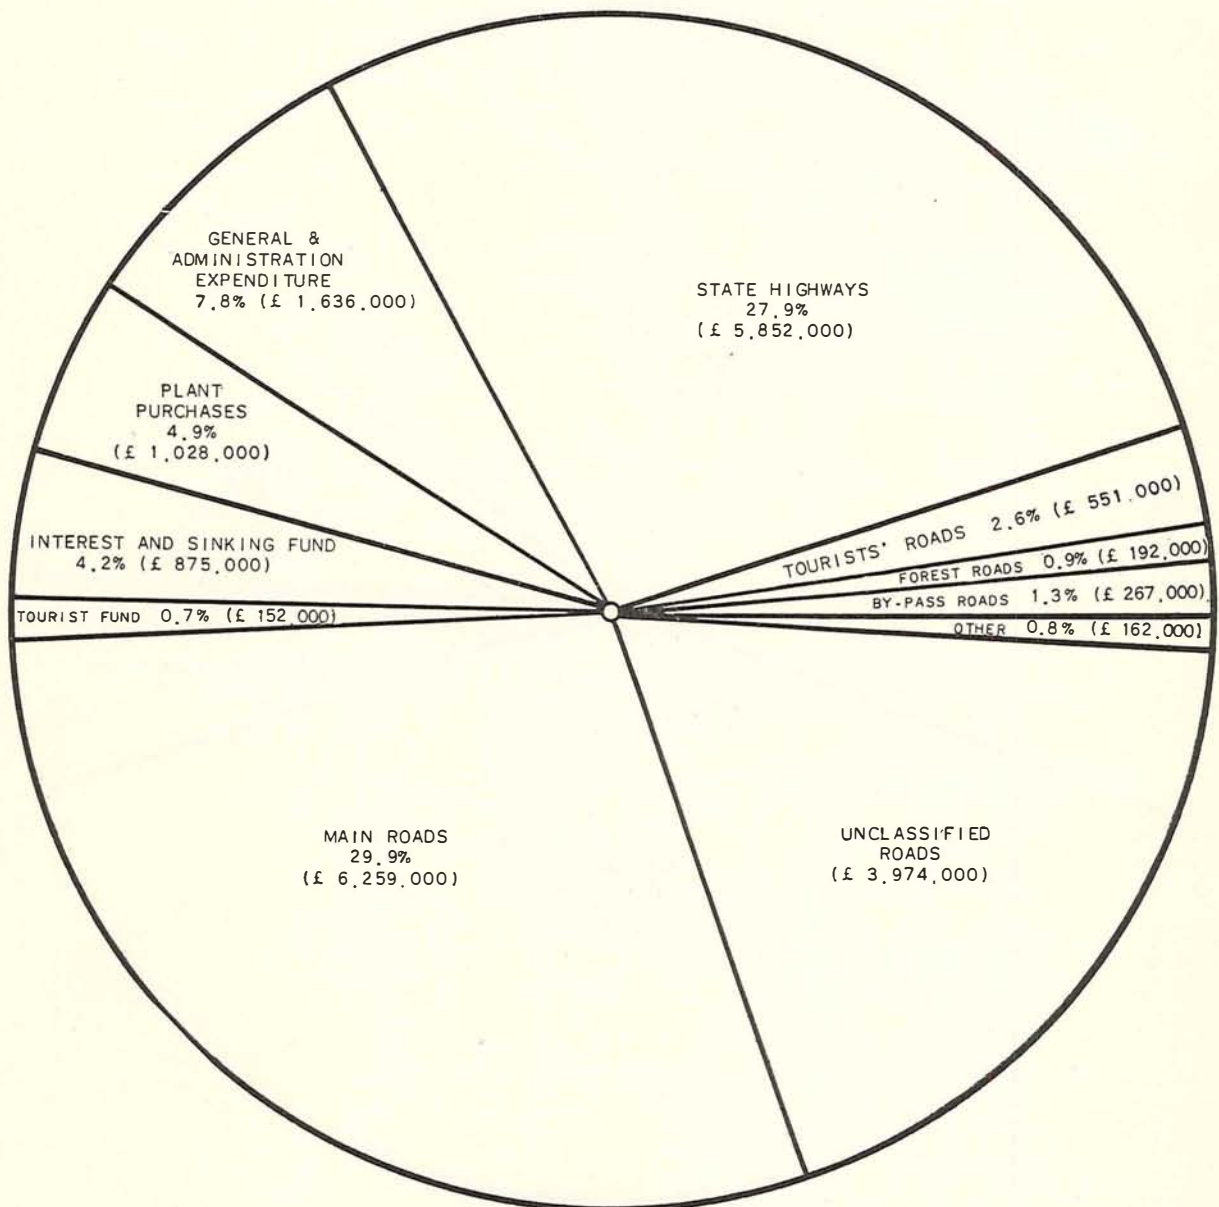 GENERAL &
ADMINISTRATION
EXPENDITURE
7.8% (£ 1,636,000)
STATE HIGHWAYS
27.9%
(£ 5,852,000)
PLANT
PURCHASES
4.9%
(£ 1,028,000)
TOURISTS' ROADS 2.6% (£ 551.000)
INTEREST AND SINKING FUND
4.2% (£ 875,000)
FOREST ROADS 0.9% (£ 192,000)
BY-PASS ROADS 1.3% (£ 267,000)
TOURIST FUND 0.7% (£ 152,000)
OTHER 0.8% (£ 162,000)
MAIN ROADS
29.9%
(£ 6,259,000)
UNCLASSIFIED
ROADS
(£ 3,974,000)